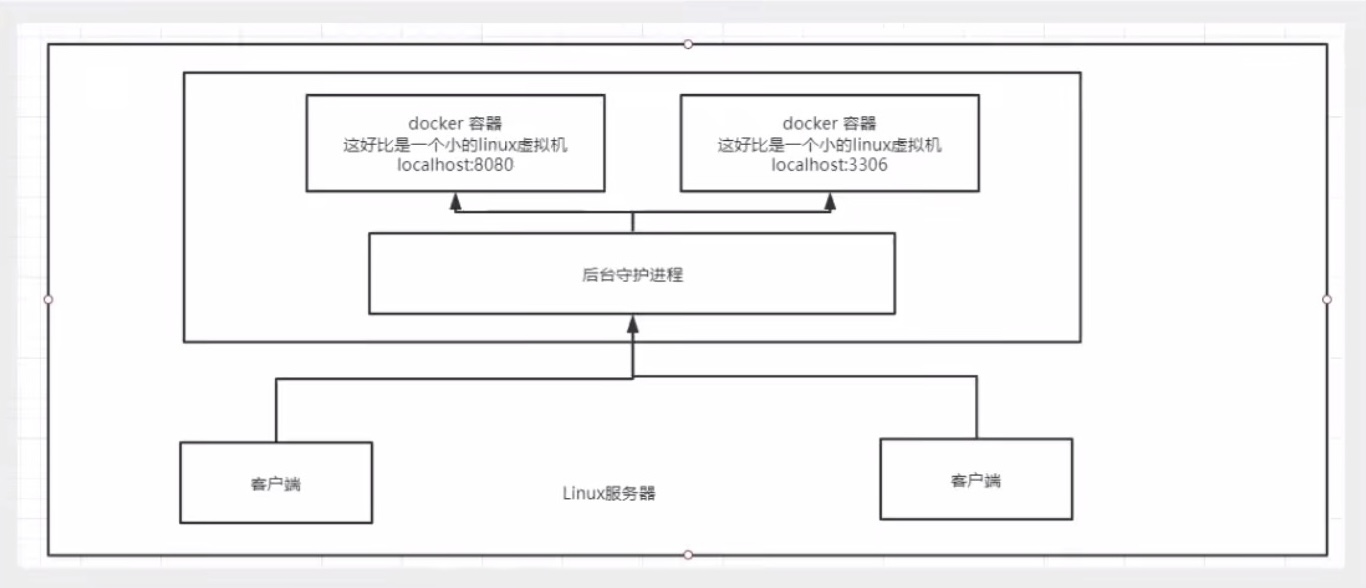 docker 容器
这好比是一个小的linux虚拟机
localhost:8080
docker 容器
这好比是一个小的linux虚拟机
localhost:3306
后台守护进程
客户端
Linux服务器
客户端